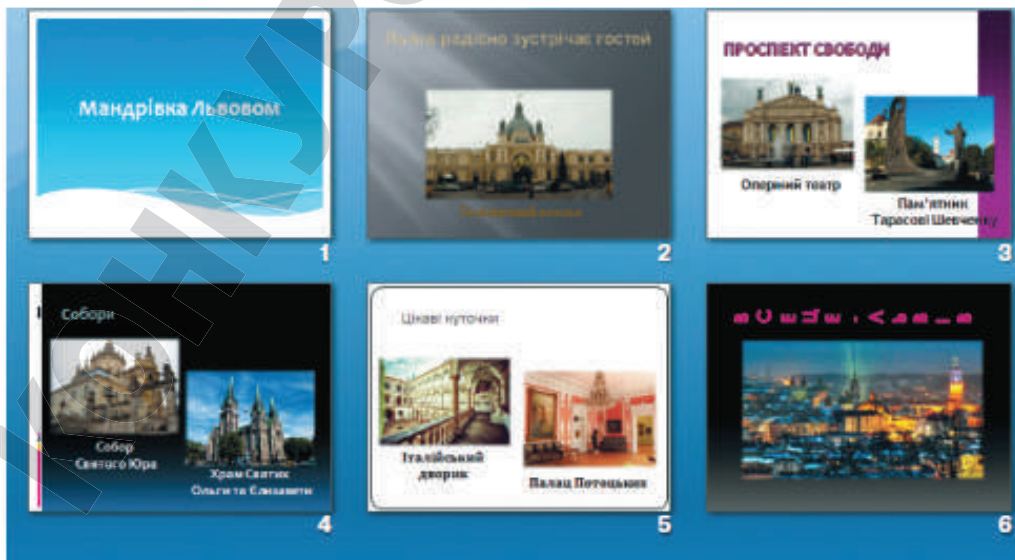 Мандрівка Львовом
1
радісно зустрічає гостей
2
ПРОСПЕКТ СВОБОДИ
Оперний театр
Пам'ятник
Тарасові Шевченку
3
Собори
Собор
Святого Юра
Храм Святих
Ольги та Єлизавети
4
Цікаві куточки
Італійський
дворик
Палац Потоцьких
5
В С Е Ц Е - Л Ь В І В
6
КОНКУР